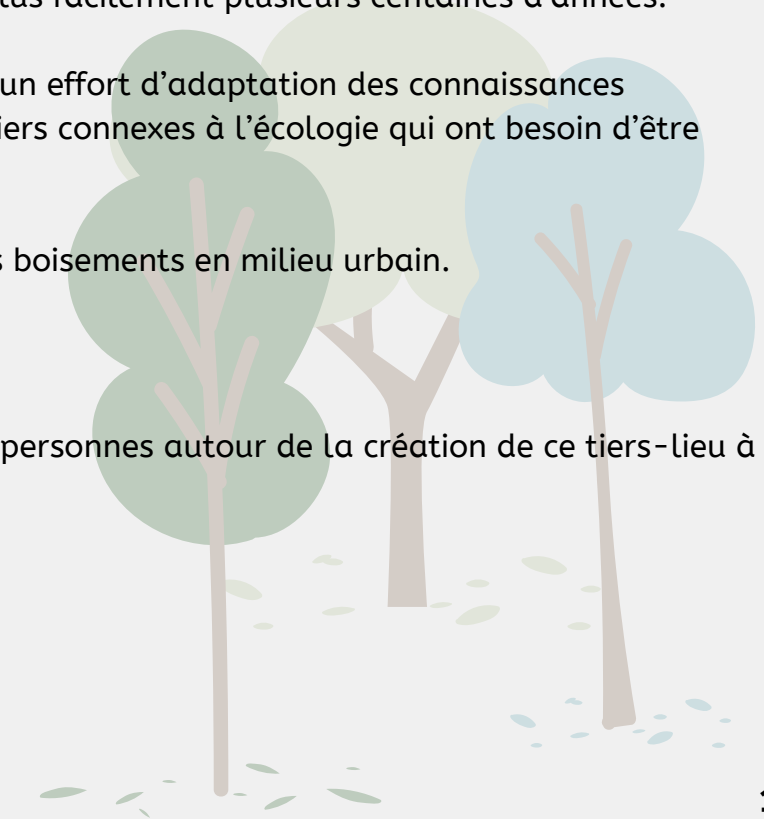 plus facilement plusieurs centaines d'années.
un effort d'adaptation des connaissances
iers connexes à l'écologie qui ont besoin d'être
s boisements en milieu urbain.
personnes autour de la création de ce tiers-lieu à